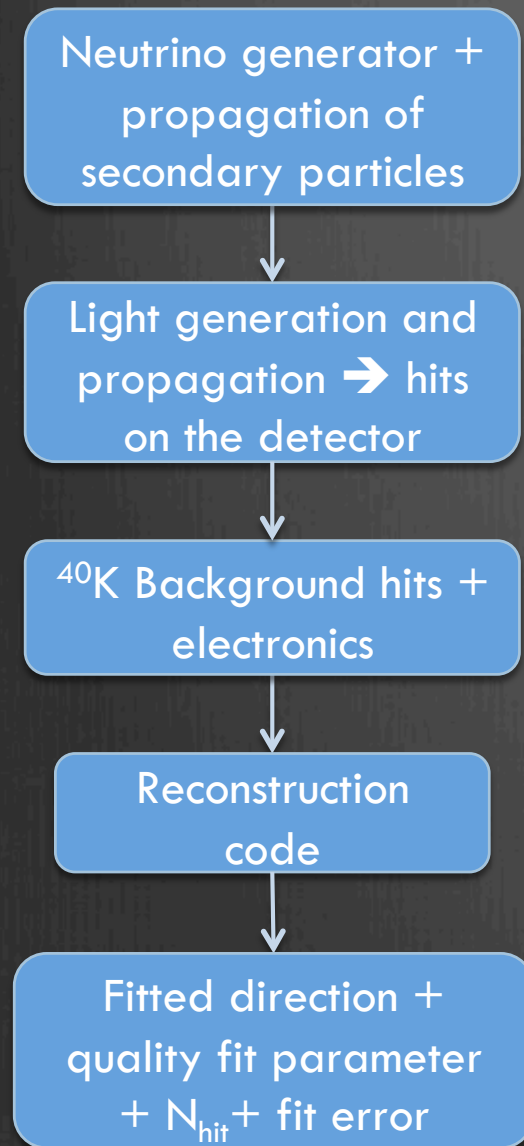 Neutrino generator +
propagation of
secondary particles
Light generation and
propagation ➔ hits
on the detector
⁴⁰K Background hits +
electronics
Reconstruction
code
Fitted direction +
quality fit parameter
+ Nₕᵢₜ + fit error